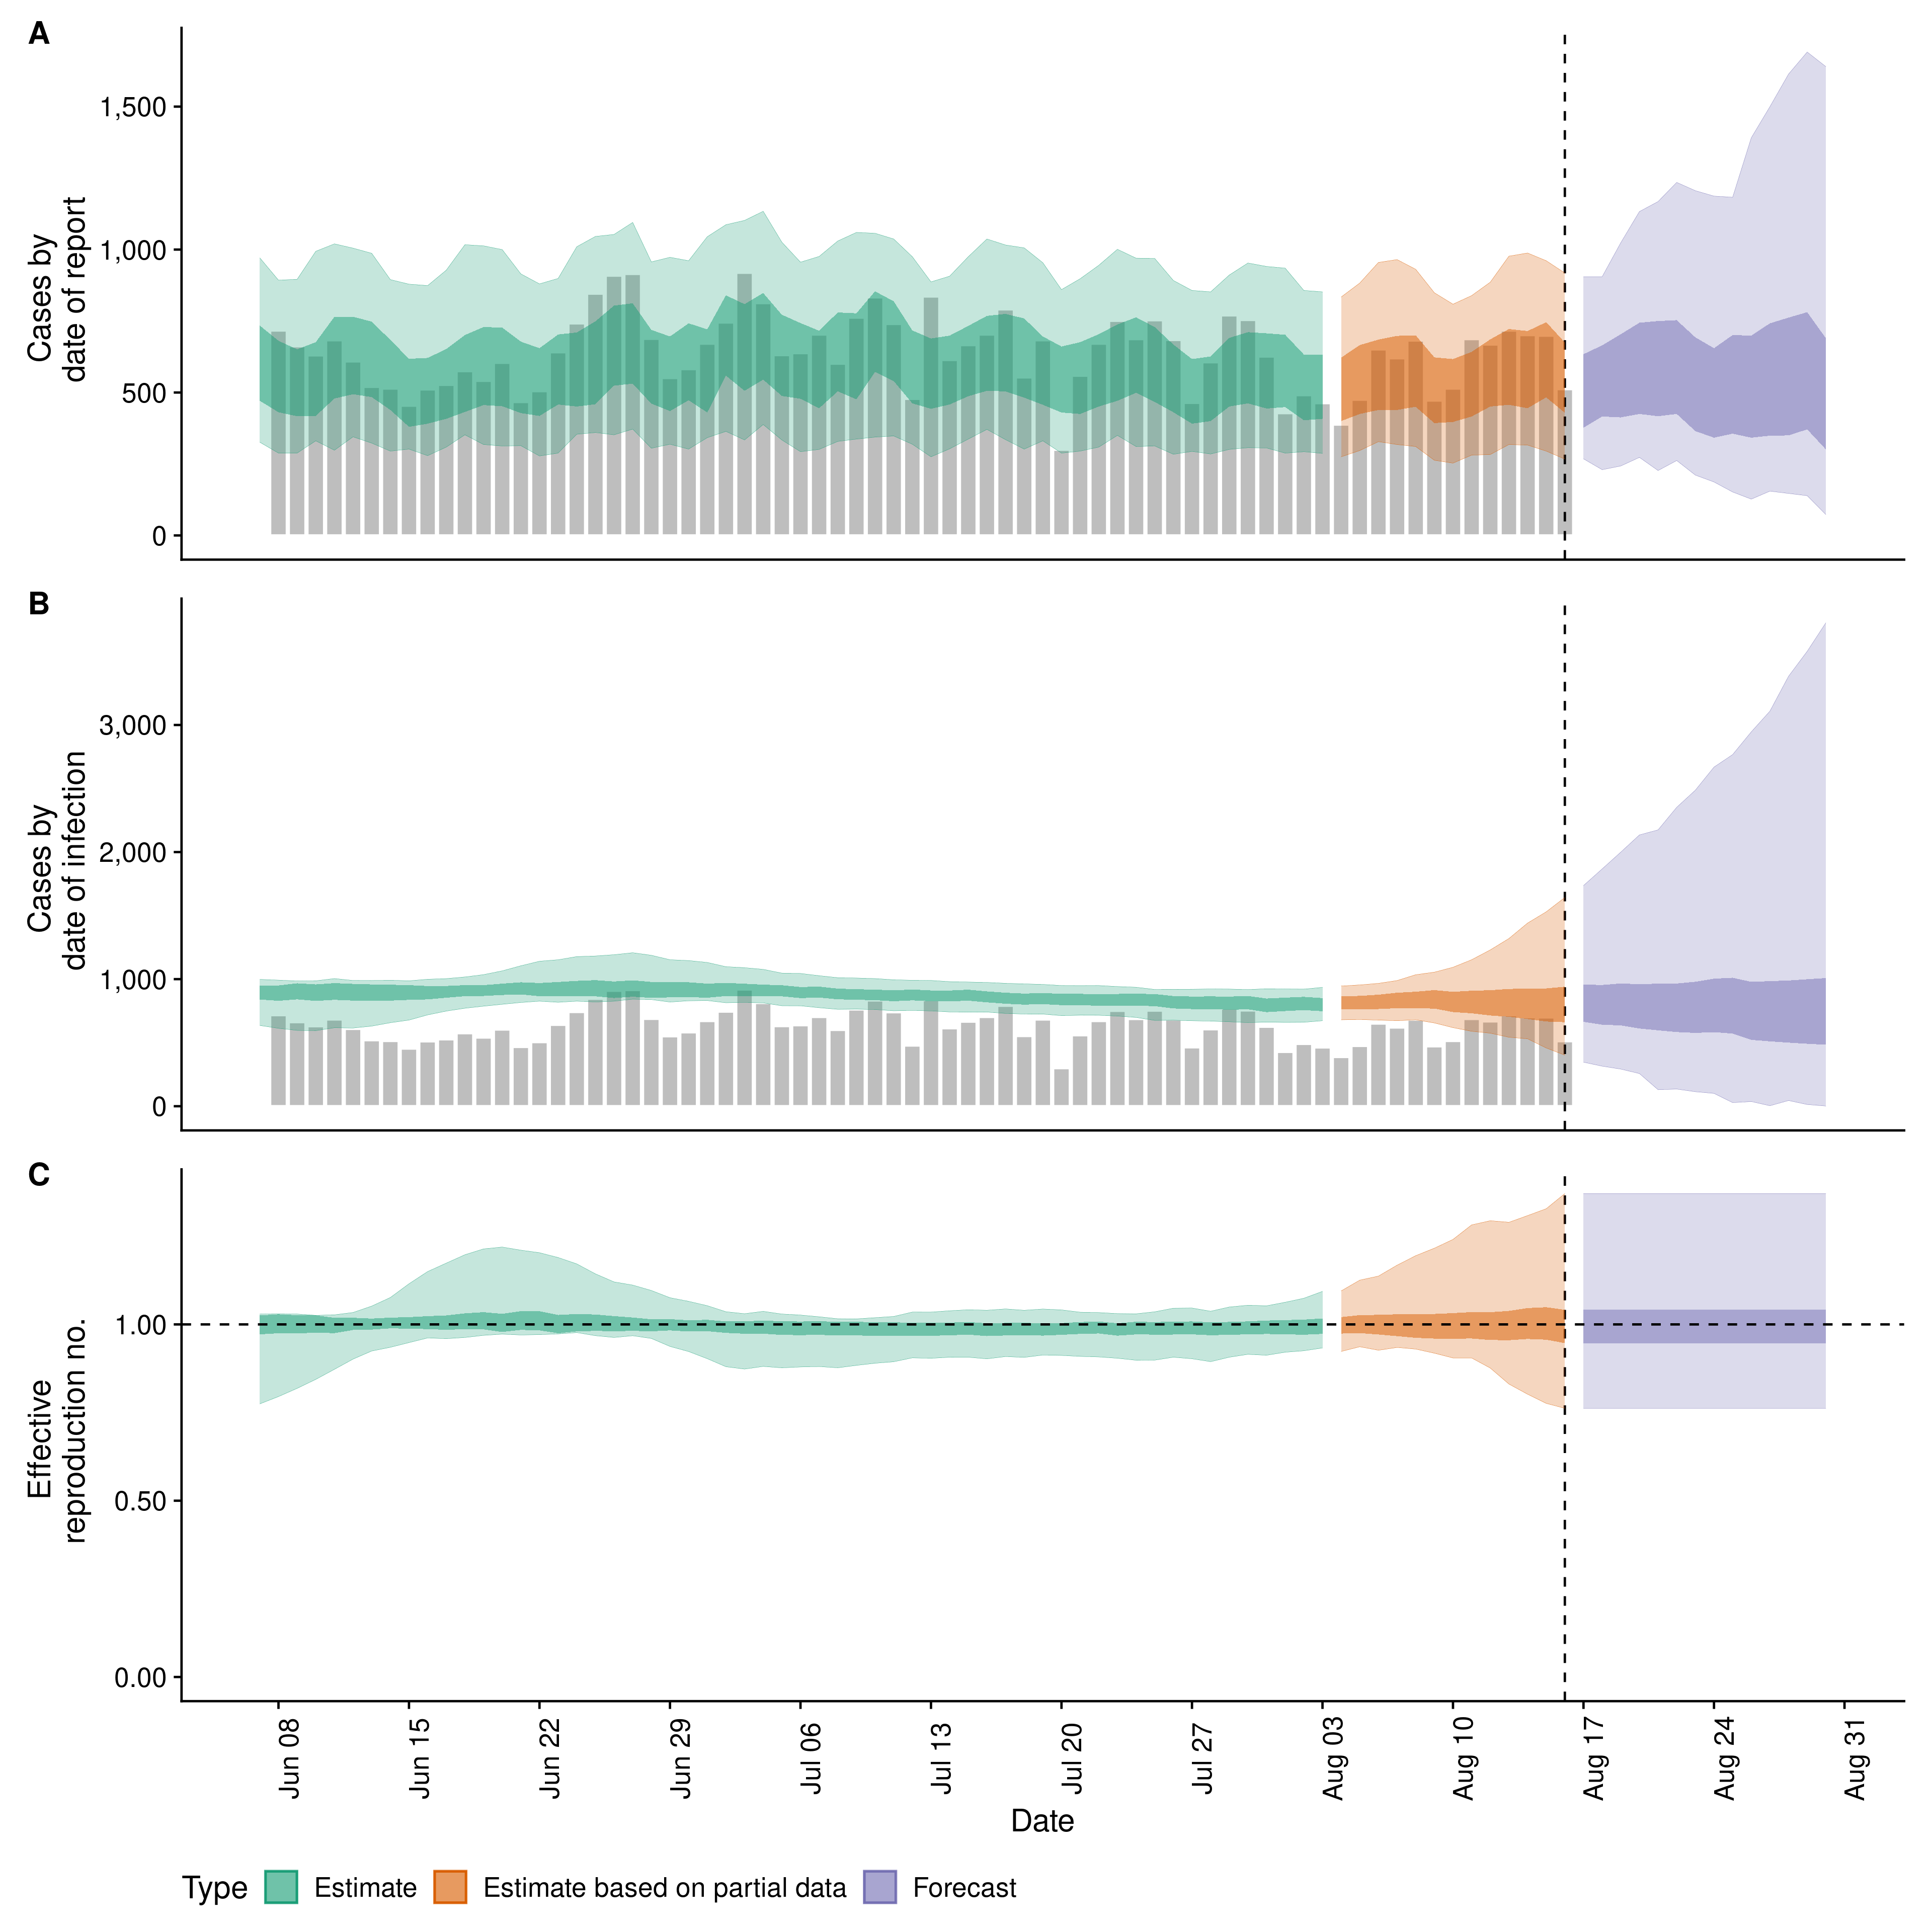 A
Cases by
date of report
1,500
1,000
500
0
B
Cases by
date of infection
3,000
2,000
1,000
0
C
Effective
reproduction no.
1.00
0.50
0.00
Jun 08
Jun 15
Jun 22
Jun 29
Jul 06
Jul 13
Jul 20
Jul 27
Aug 03
Aug 10
Aug 17
Aug 24
Aug 31
Date
Type Estimate Estimate based on partial data Forecast